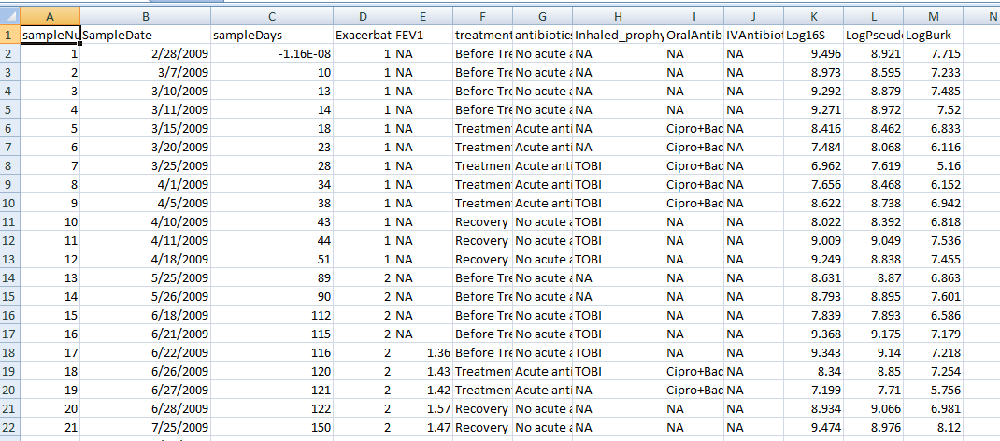 A B C D E F G H I J K L M N
1 sampleNu SampleDate sampleDays Exacerbat FEV1 treatment antibiotics Inhaled_prophy OralAntib IVAntibiot Log16S LogPseud LogBurk
2 1 2/28/2009 -1.16E-08 1 NA Before Tre No acute a NA NA NA 9.496 8.921 7.715
3 2 3/7/2009 10 1 NA Before Tre No acute a NA NA NA 8.973 8.595 7.233
4 3 3/10/2009 13 1 NA Before Tre No acute a NA NA NA 9.292 8.879 7.485
5 4 3/11/2009 14 1 NA Before Tre No acute a NA NA NA 9.271 8.972 7.52
6 5 3/15/2009 18 1 NA Treatmen Acute anti NA Cipro+Bac NA 8.416 8.462 6.833
7 6 3/20/2009 23 1 NA Treatmen Acute anti NA Cipro+Bac NA 7.484 8.068 6.116
8 7 3/25/2009 28 1 NA Treatmen Acute anti TOBI Cipro+Bac NA 6.962 7.619 5.16
9 8 4/1/2009 34 1 NA Treatmen Acute anti TOBI Cipro+Bac NA 7.656 8.468 6.152
10 9 4/5/2009 38 1 NA Treatmen Acute anti TOBI Cipro+Bac NA 8.622 8.738 6.942
11 10 4/10/2009 43 1 NA Recovery No acute a TOBI NA NA 8.022 8.392 6.818
12 11 4/11/2009 44 1 NA Recovery No acute a TOBI NA NA 9.009 9.049 7.536
13 12 4/18/2009 51 1 NA Recovery No acute a TOBI NA NA 9.249 8.838 7.455
14 13 5/25/2009 89 2 NA Before Tre No acute a NA NA NA 8.631 8.87 6.863
15 14 5/26/2009 90 2 NA Before Tre No acute a NA NA NA 8.793 8.895 7.601
16 15 6/18/2009 112 2 NA Before Tre No acute a TOBI NA NA 7.839 7.893 6.586
17 16 6/21/2009 115 2 NA Before Tre No acute a TOBI NA NA 9.368 9.175 7.179
18 17 6/22/2009 116 2 1.36 Before Tre No acute a TOBI NA NA 9.343 9.14 7.218
19 18 6/26/2009 120 2 1.43 Treatmen Acute anti TOBI Cipro+Bac NA 8.34 8.85 7.254
20 19 6/27/2009 121 2 1.42 Treatmen Acute anti NA Cipro+Bac NA 7.199 7.71 5.756
21 20 6/28/2009 122 2 1.57 Recovery No acute a NA NA NA 8.934 9.066 6.981
22 21 7/25/2009 150 2 1.47 Recovery No acute a NA NA NA 9.474 8.976 8.12